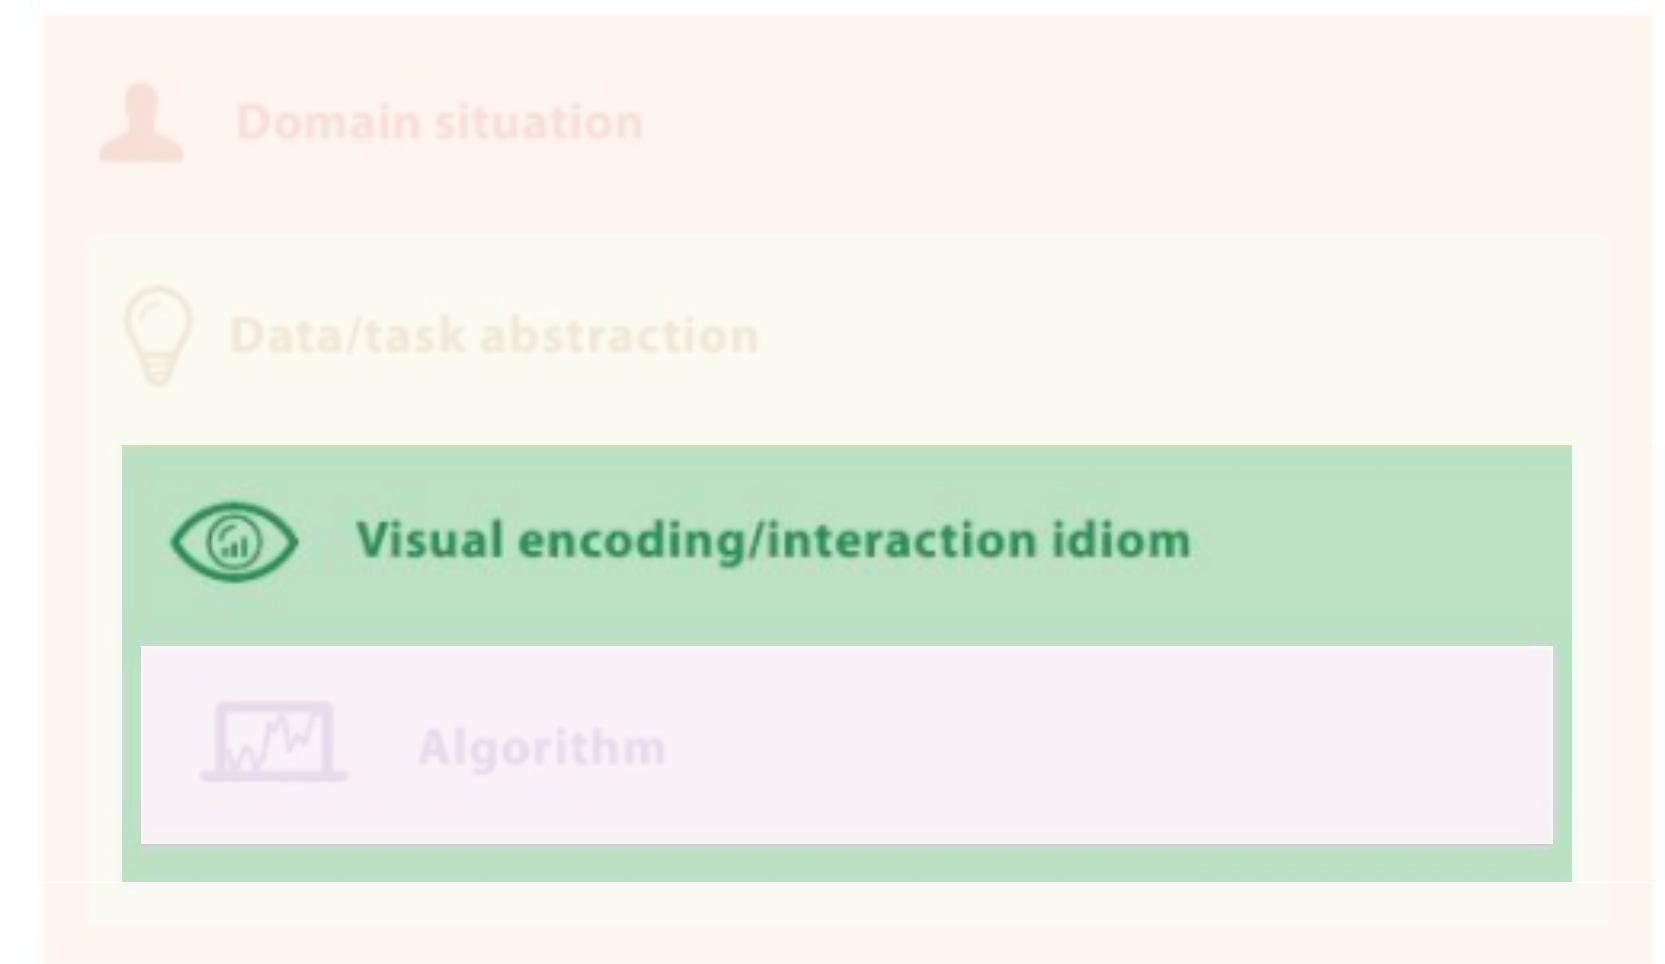 Domain situation
Data/task abstraction
Visual encoding/interaction idiom
Algorithm